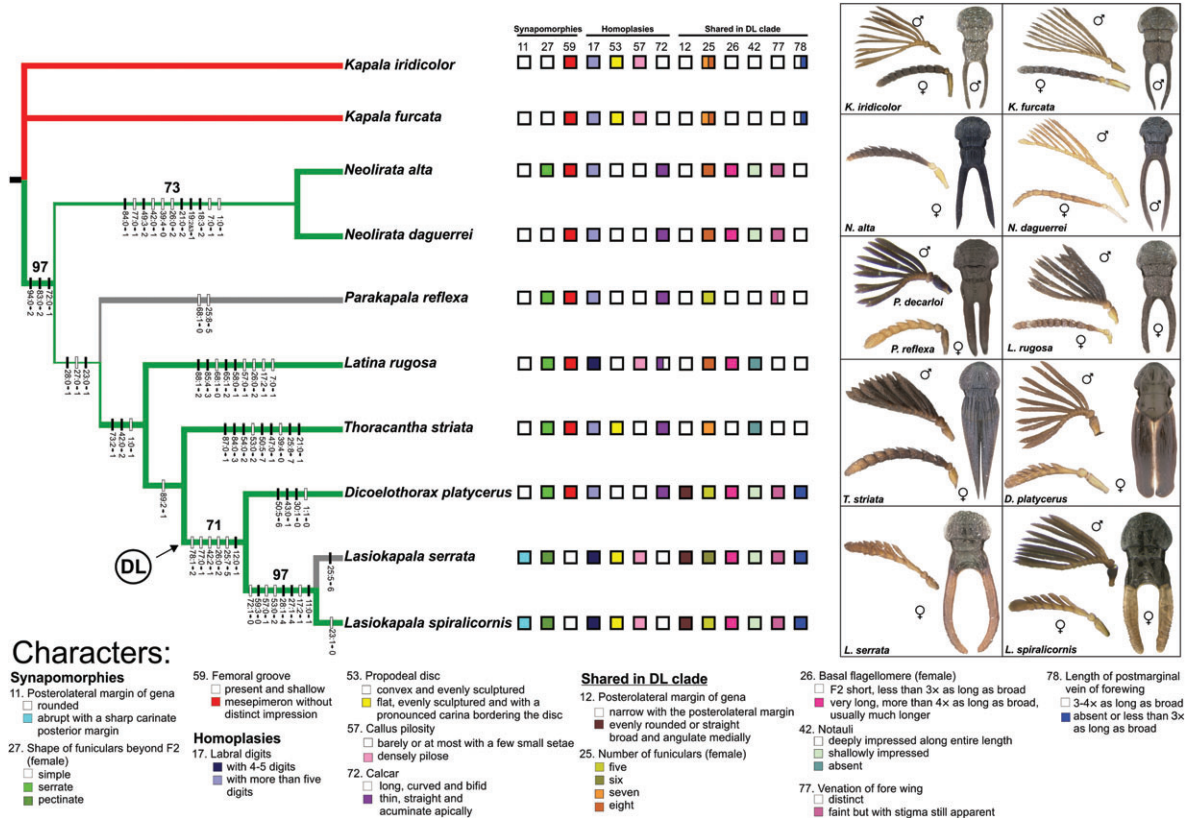 Synapomorphies Homoplasies Shared in DL clade
11 27 59 17 53 57 72 12 25 26 42 77 78
Kapala iridicolor
Kapala furcata
Neolirata alta
Neolirata daguerrei
Parakapala reflexa
Latina rugosa
Thoracantha striata
Dicoelothorax platycerus
Lasiokapala serrata
Lasiokapala spiralicornis
73
97
71
97
DL
♂
♀
♂
K. iridicolor
♂
♀
♂
K. furcata
♀
N. alta
♂
♀
♂
N. daguerrei
♂
P. decarloi
P. reflexa
♀
♂
L. rugosa
♀
♂
T. striata
♀
♂
D. platycerus
♀
♀
L. serrata
♂
♀
♀
L. spiralicornis
Characters:
Synapomorphies
11. Posterolateral margin of gena
rounded
abrupt with a sharp carinate
posterior margin
27. Shape of funiculars beyond F2
(female)
simple
serrate
pectinate
59. Femoral groove
present and shallow
mesepimeron without
distinct impression
Homoplasies
17. Labral digits
with 4-5 digits
with more than five
digits
53. Propodeal disc
convex and evenly sculptured
flat, evenly sculptured and with a
pronounced carina bordering the disc
57. Callus pilosity
barely or at most with a few small setae
densely pilose
72. Calcar
long, curved and bifid
thin, straight and
acuminate apically
Shared in DL clade
12. Posterolateral margin of gena
narrow with the posterolateral margin
evenly rounded or straight
broad and angulate medially
25. Number of funiculars (female)
five
six
seven
eight
26. Basal flagellomere (female)
F2 short, less than 3x as long as broad
very long, more than 4x as long as broad,
usually much longer
42. Notauli
deeply impressed along entire length
shallowly impressed
absent
77. Venation of fore wing
distinct
faint but with stigma still apparent
78. Length of postmarginal
vein of forewing
3-4x as long as broad
absent or less than 3x
as long as broad